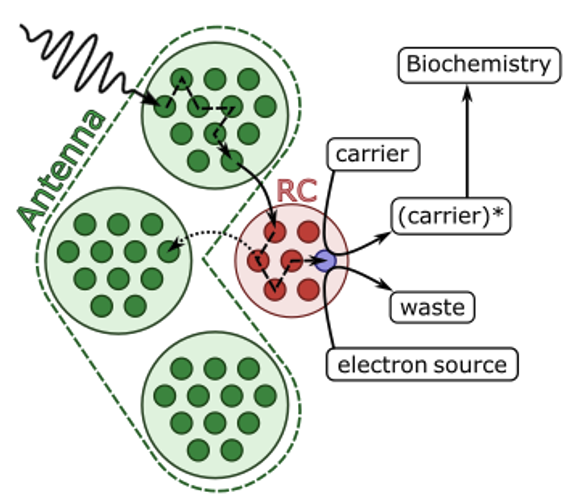 Biochemistry
Antenna
carrier
RC
(carrier)*
waste
electron source